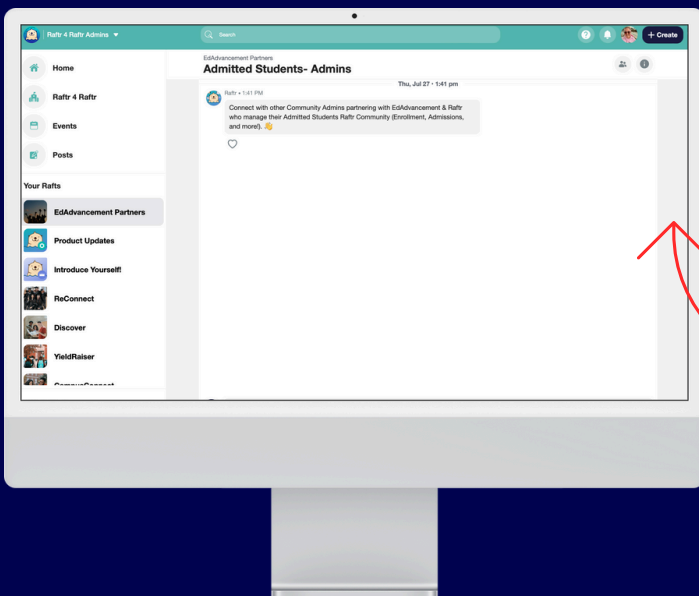 Raftr 4 Raftr Admins
Search
+ Create
Home
Raftr 4 Raftr
Events
Posts
Your Rafts
EdAdvancement Partners
Product Updates
Introduce Yourself!
ReConnect
Discover
YieldRaiser
CampusConnect
EdAdvancement Partners
Admitted Students- Admins
Thu, Jul 27 • 1:41 pm
Raftr • 1:41 PM
Connect with other Community Admins partnering with EdAdvancement & Raftr
who manage their Admitted Students Raftr Community (Enrollment, Admissions,
and more!). 👋